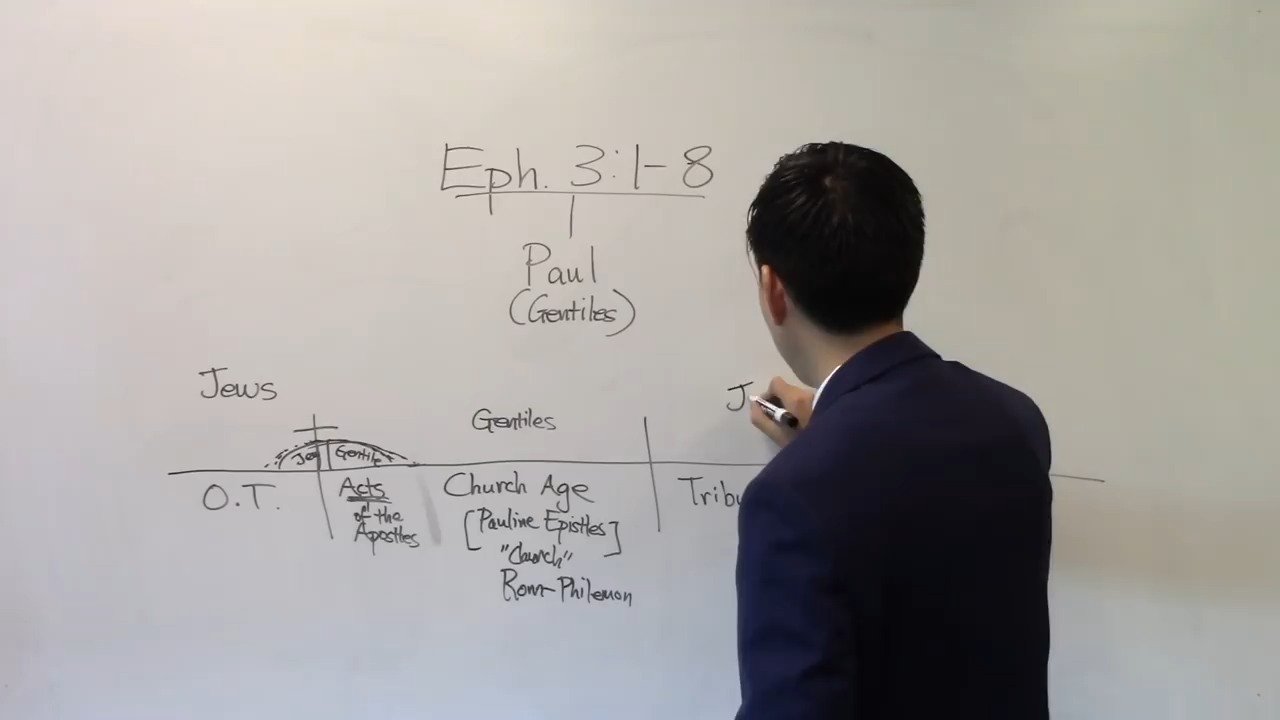 Eph. 3:1-8
Paul
(Gentiles)
Jews
J
Gentiles
Jew Gentile
O.T.
Acts
of the
Apostles
Church Age
[Pauline Epistles]
"Church"
Rom-Philemon
Tribu